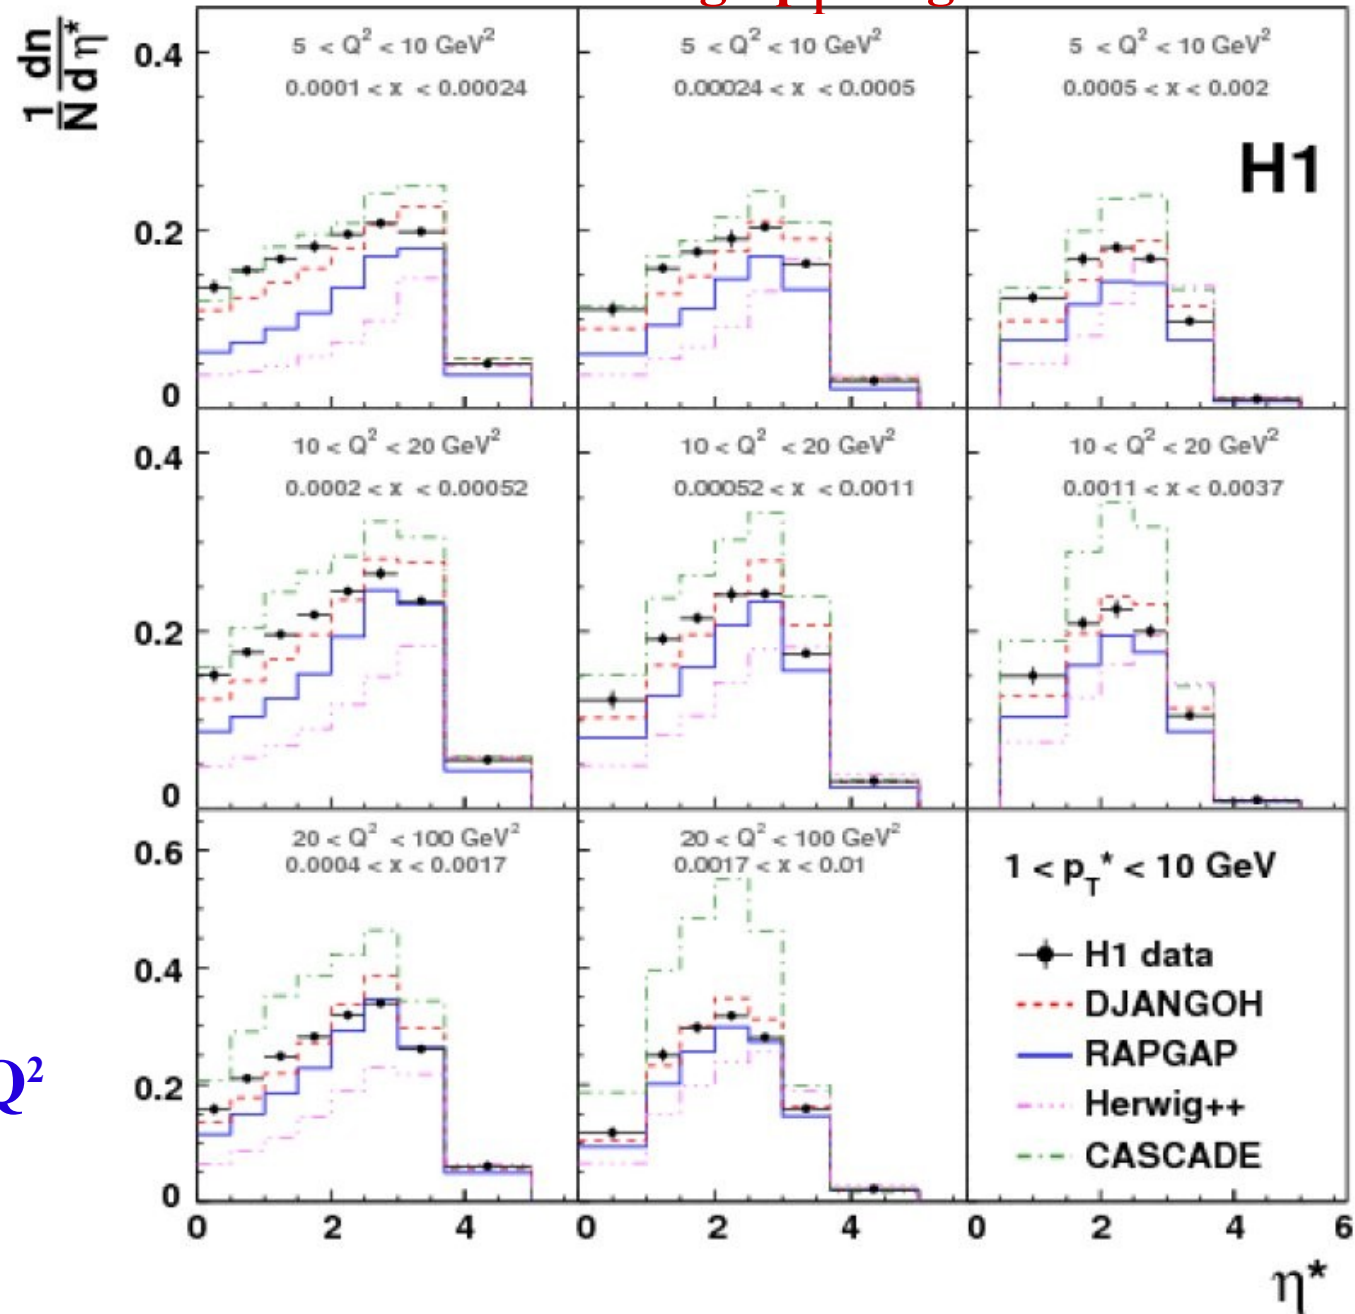 1/N dn/dη*
0.4
0.2
0
5 < Q² < 10 GeV²
0.0001 < x < 0.00024
5 < Q² < 10 GeV²
0.00024 < x < 0.0005
5 < Q² < 10 GeV²
0.0005 < x < 0.002
H1
0.4
0.2
0
10 < Q² < 20 GeV²
0.0002 < x < 0.00052
10 < Q² < 20 GeV²
0.00052 < x < 0.0011
10 < Q² < 20 GeV²
0.0011 < x < 0.0037
0.6
0.4
0.2
0
20 < Q² < 100 GeV²
0.0004 < x < 0.0017
20 < Q² < 100 GeV²
0.0017 < x < 0.01
1 < p_T* < 10 GeV
H1 data
DJANGOH
RAPGAP
Herwig++
CASCADE
Q²
0 2 4 0 2 4 0 2 4 6
η*